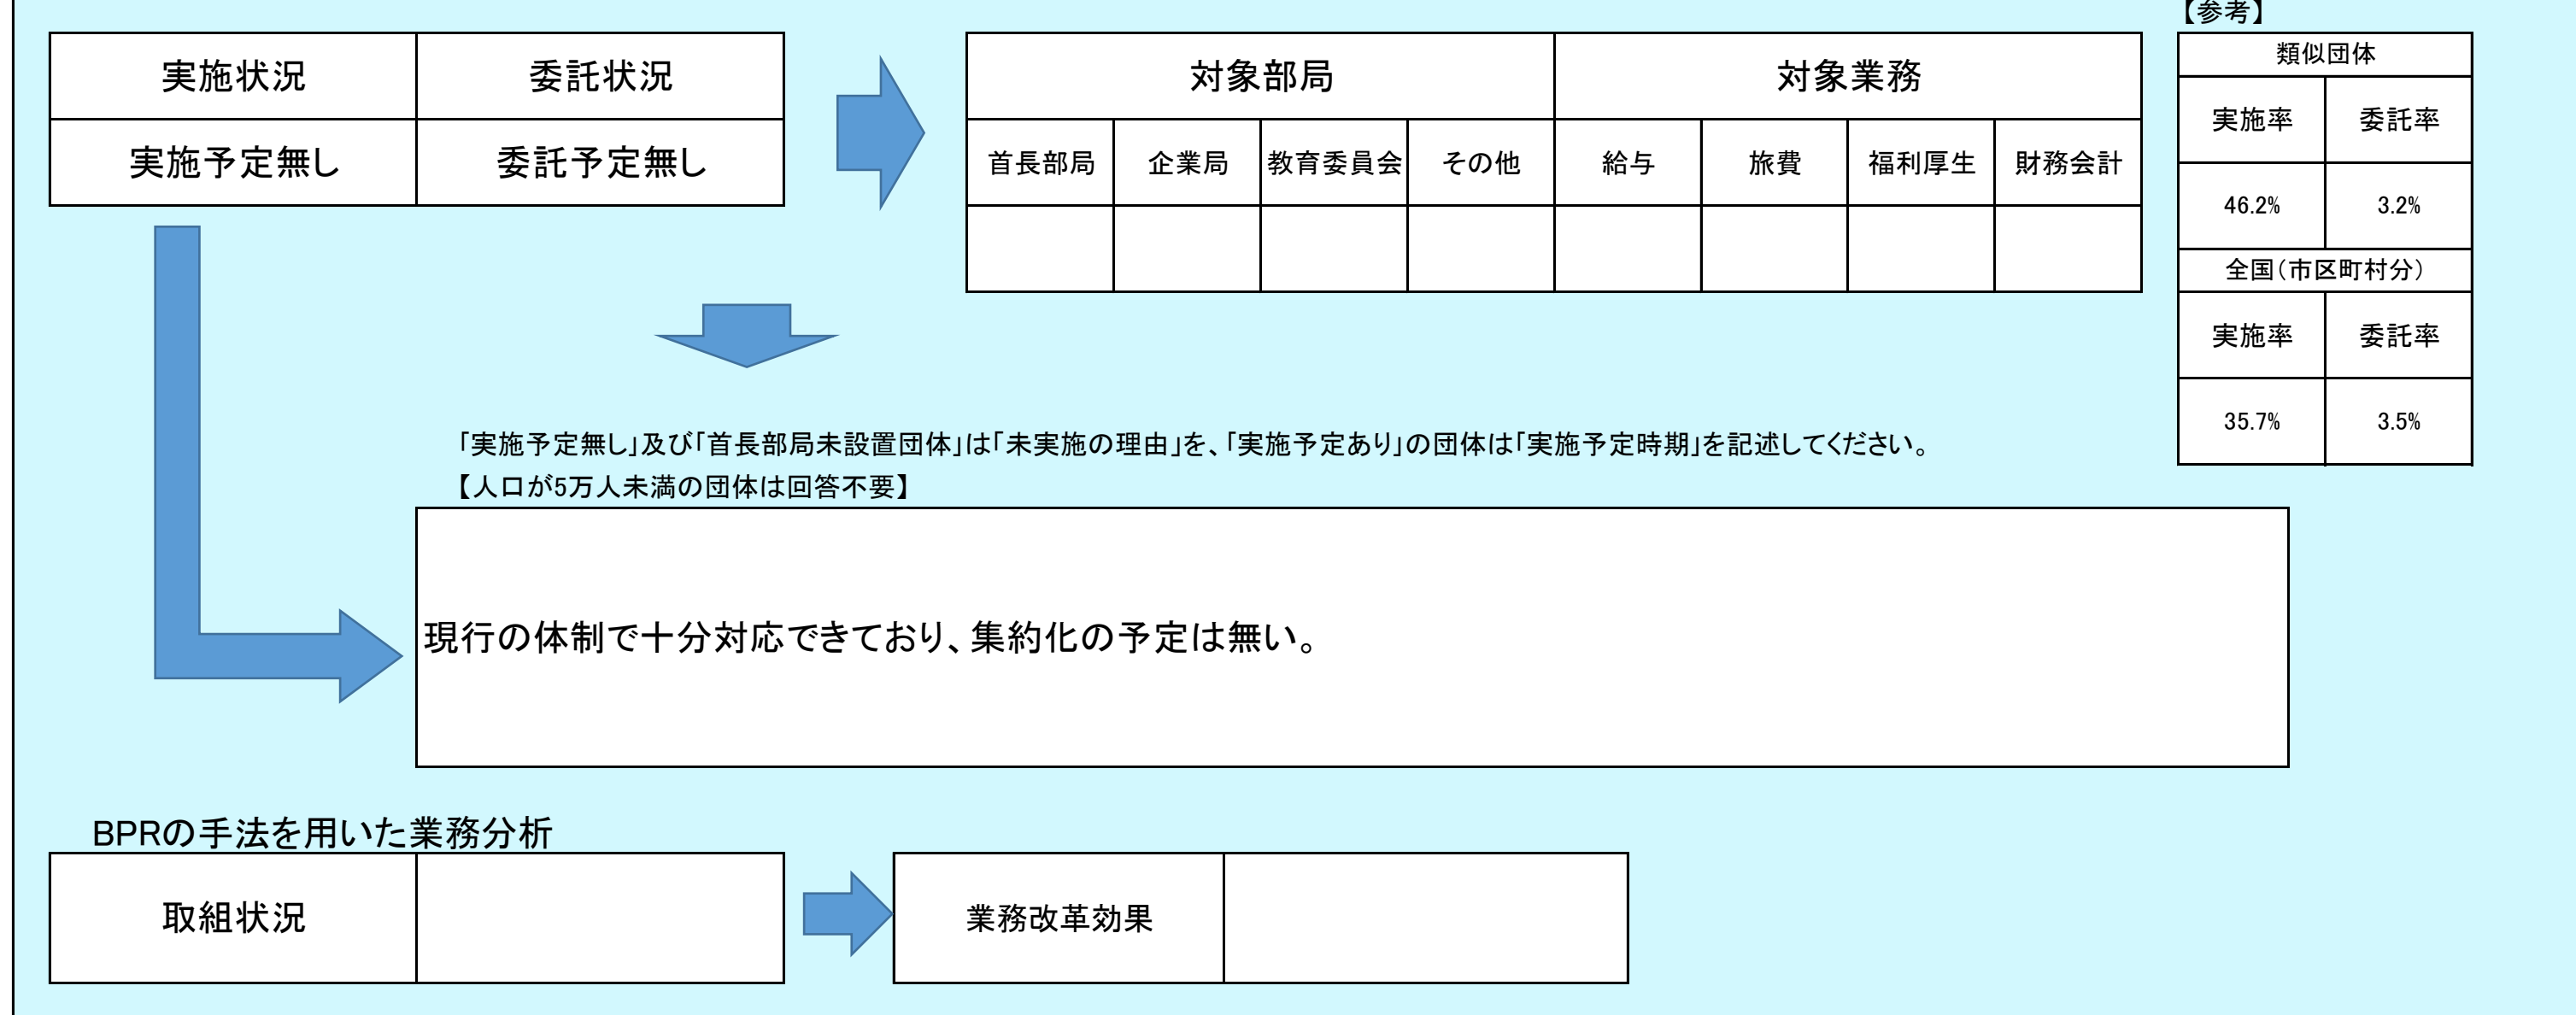 【参考】
実施状況 委託状況
実施予定無し 委託予定無し
対象部局 対象業務
首長部局 企業局 教育委員会 その他 給与 旅費 福利厚生 財務会計
類似団体
実施率 委託率
46.2% 3.2%
全国(市区町村分)
実施率 委託率
35.7% 3.5%
「実施予定無し」及び「首長部局未設置団体」は「未実施の理由」を、「実施予定あり」の団体は「実施予定時期」を記述してください。
【人口が5万人未満の団体は回答不要】
現行の体制で十分対応できており、集約化の予定は無い。
BPRの手法を用いた業務分析
取組状況
業務改革効果